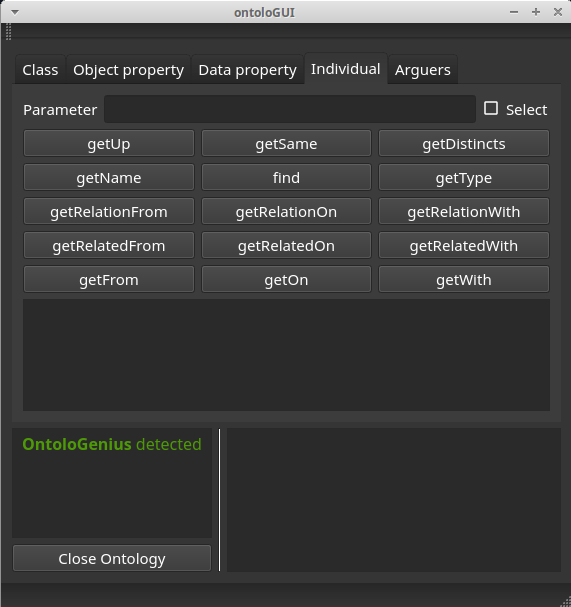 ontoloGUI
Class Object property Data property Individual Arguers
Parameter Select
getUp getSame getDistincts
getName find getType
getRelationFrom getRelationOn getRelationWith
getRelatedFrom getRelatedOn getRelatedWith
getFrom getOn getWith
OntoloGenius detected
Close Ontology